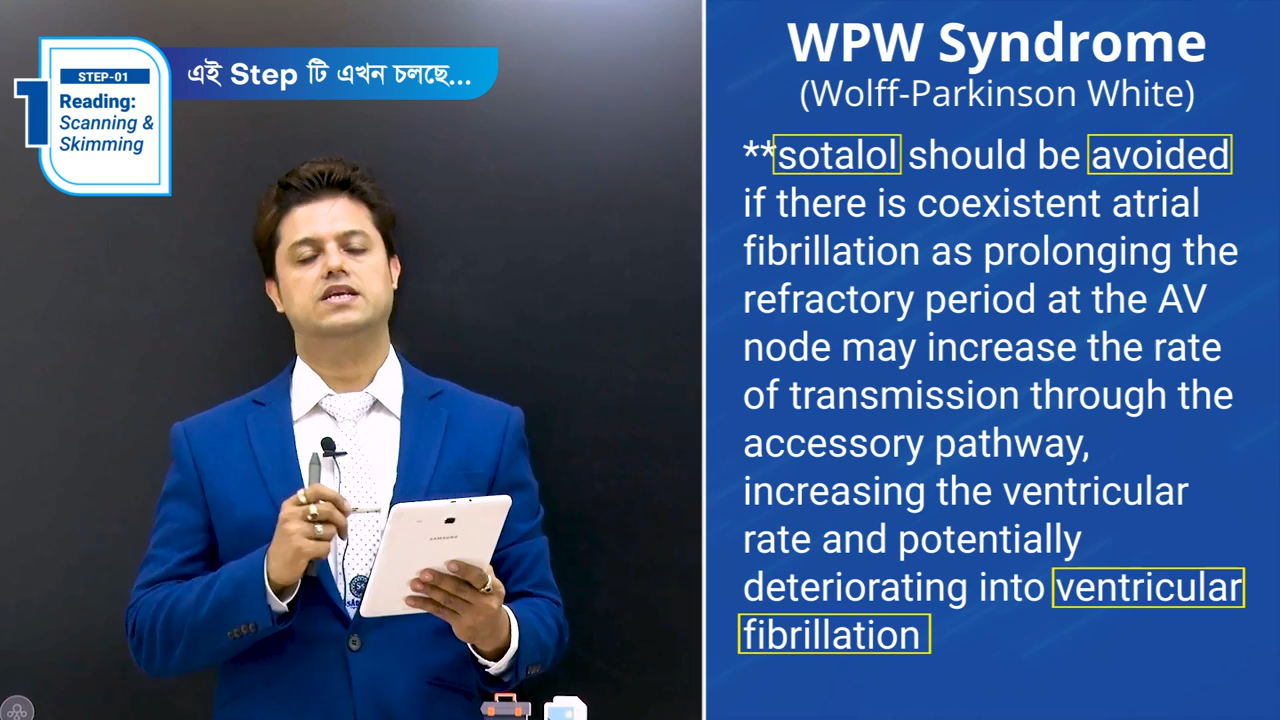 STEP-01
1
Reading:
Scanning &
Skimming
এই Step টি এখন চলছে...
SAMSUNG
WPW Syndrome
(Wolff-Parkinson White)
**sotalol should be avoided
if there is coexistent atrial
fibrillation as prolonging the
refractory period at the AV
node may increase the rate
of transmission through the
accessory pathway,
increasing the ventricular
rate and potentially
deteriorating into ventricular
fibrillation